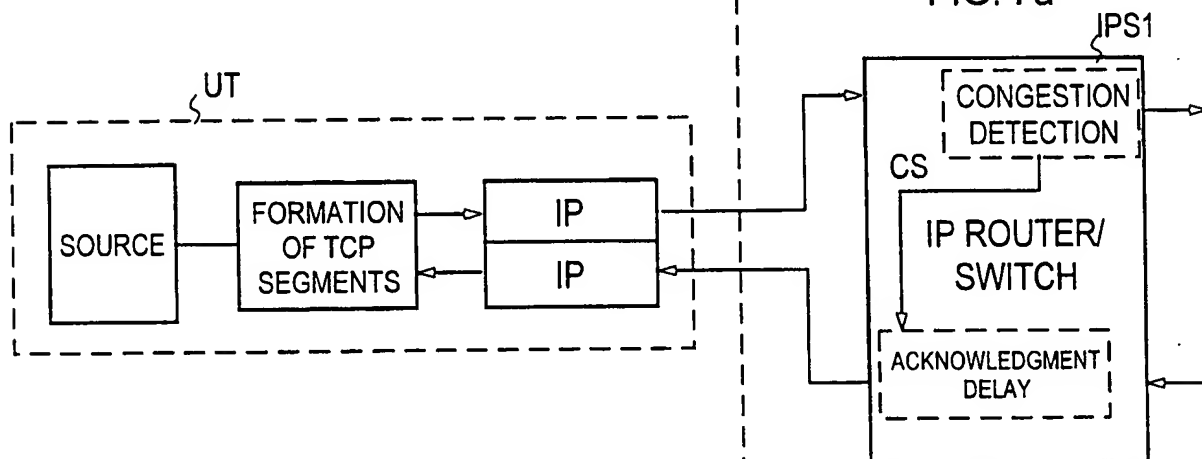 IPS1
UT
CONGESTION
DETECTION
CS
SOURCE
FORMATION
OF TCP
SEGMENTS
IP
IP
IP ROUTER/
SWITCH
ACKNOWLEDGMENT
DELAY